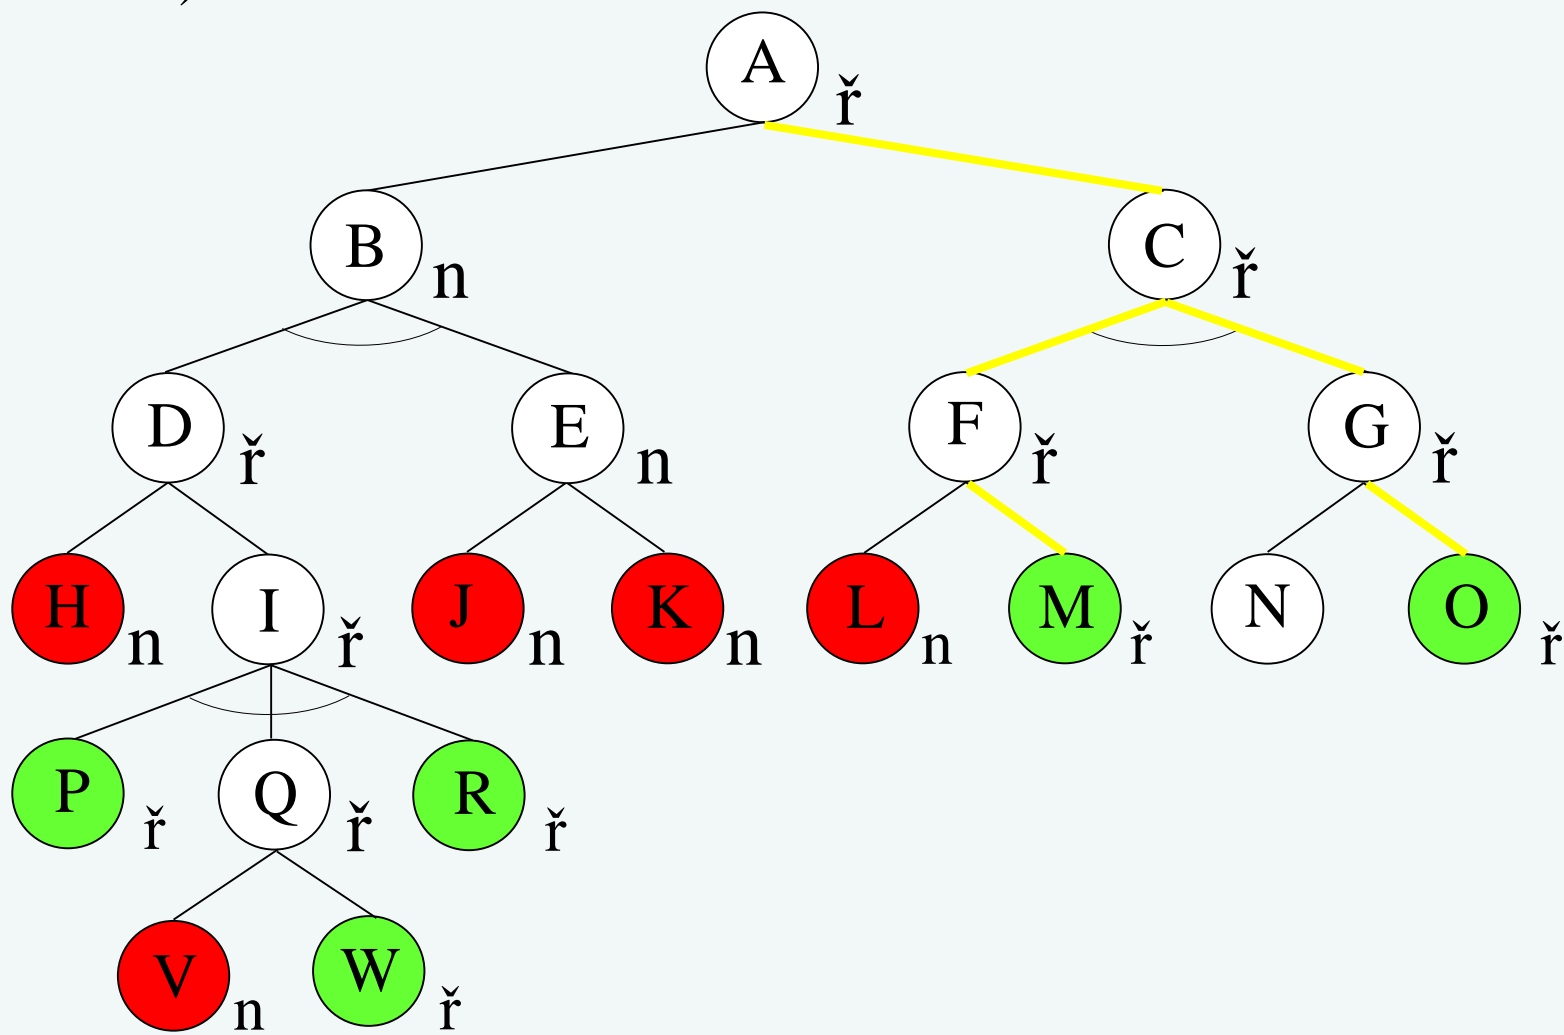 A ř
B n C ř
D ř E n F ř G ř
H n I ř J n K n L n M ř N O ř
P ř Q ř R ř
V n W ř